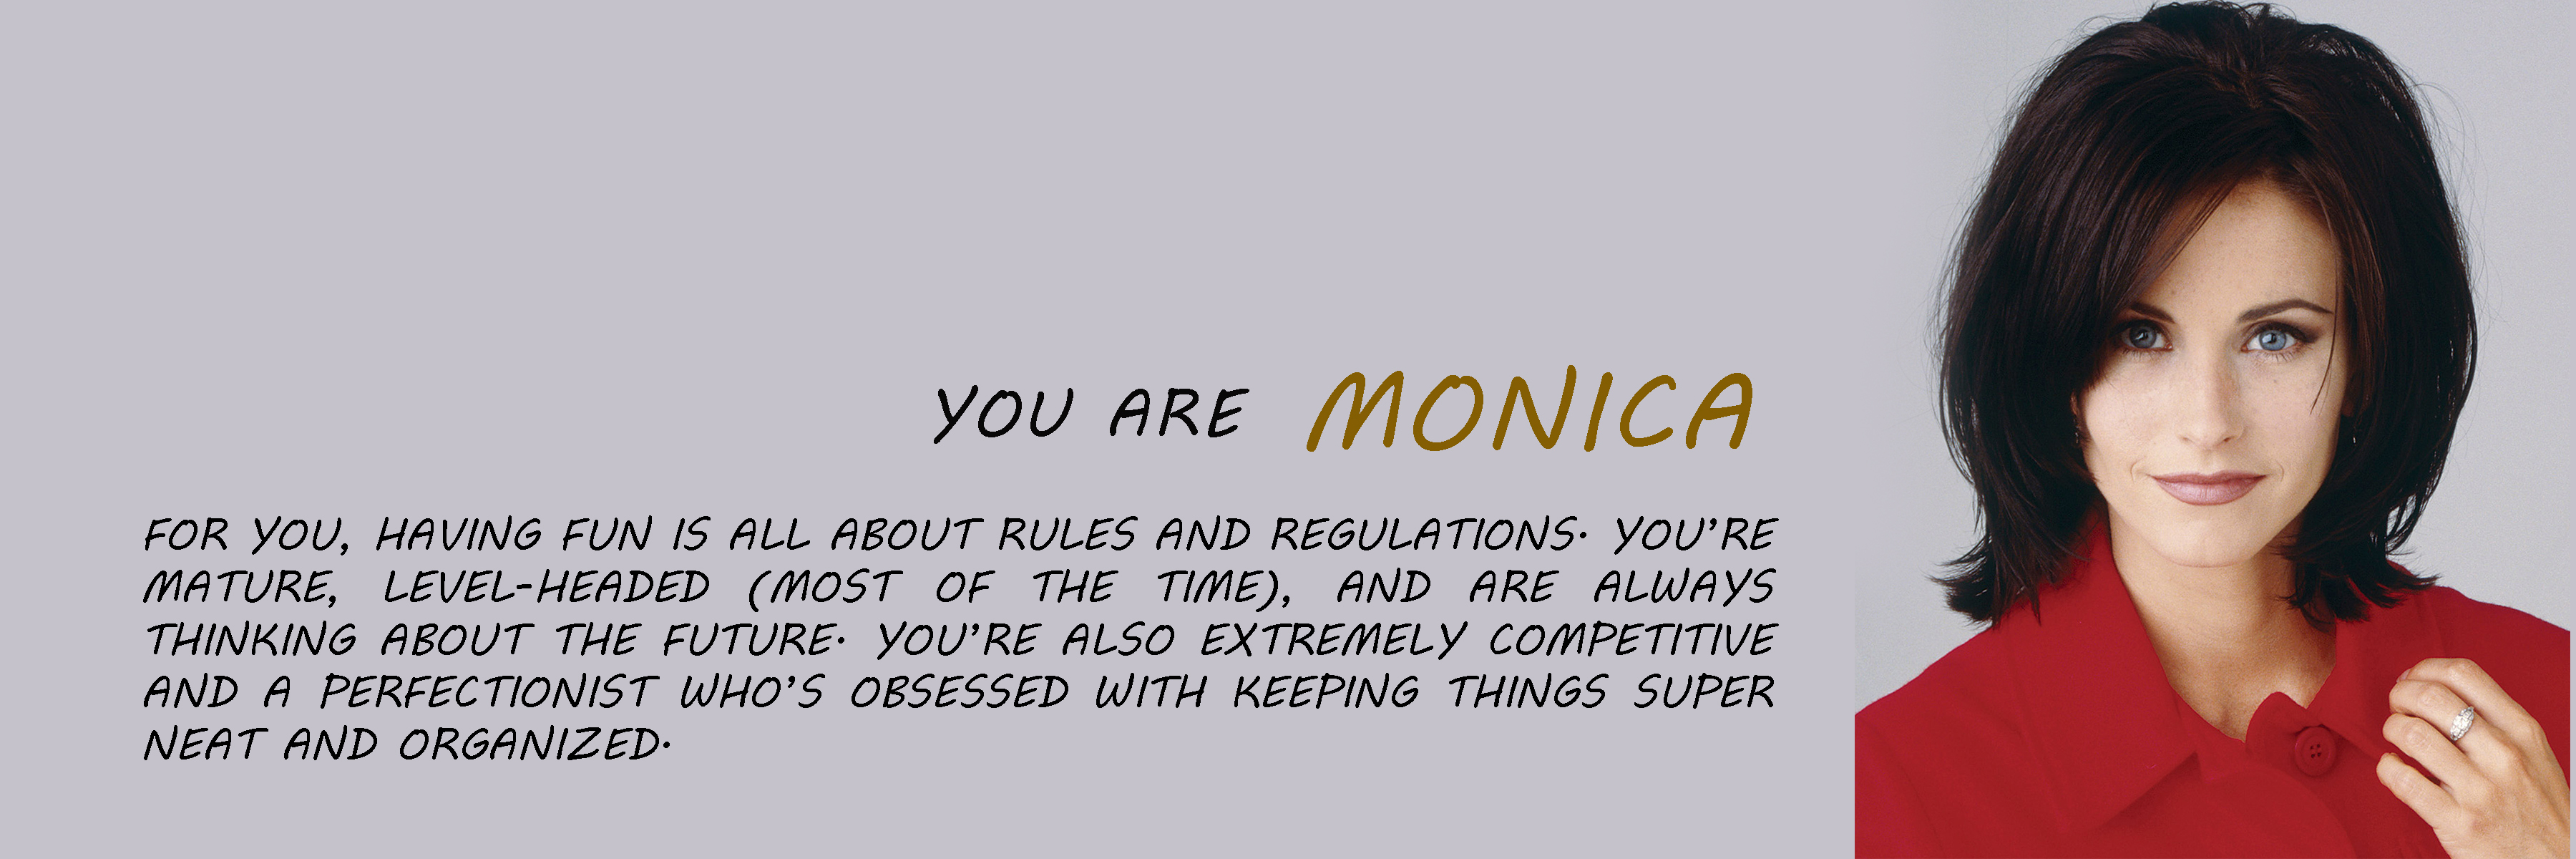 YOU ARE MONICA
FOR YOU, HAVING FUN IS ALL ABOUT RULES AND REGULATIONS. YOU'RE
MATURE, LEVEL-HEADED (MOST OF THE TIME), AND ARE ALWAYS
THINKING ABOUT THE FUTURE. YOU'RE ALSO EXTREMELY COMPETITIVE
AND A PERFECTIONIST WHO'S OBSESSED WITH KEEPING THINGS SUPER
NEAT AND ORGANIZED.